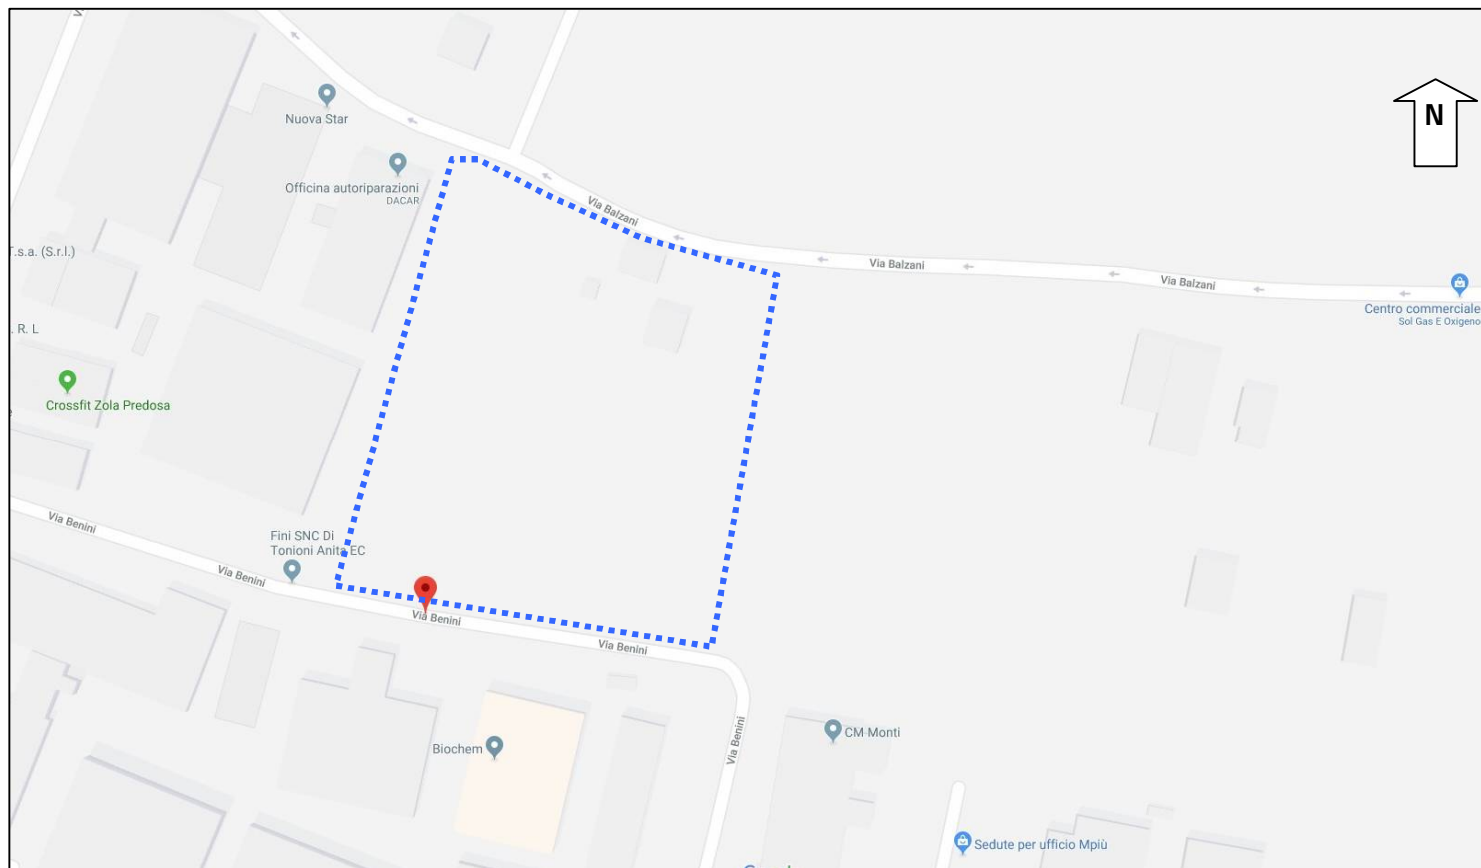 N
Nuova Star
Officina autoriparazioni
DACAR
Via Balzani
Via Balzani
Via Balzani
T.s.a. (S.r.l.)
Centro commerciale
Sol Gas E Oxigeno
. R. L
Crossfit Zola Predosa
Via Benini
Fini SNC Di
Tonioni Anita EC
Via Benini
Via Benini
Via Benini
Via Benini
CM Monti
Biochem
Sedute per ufficio Mpiù